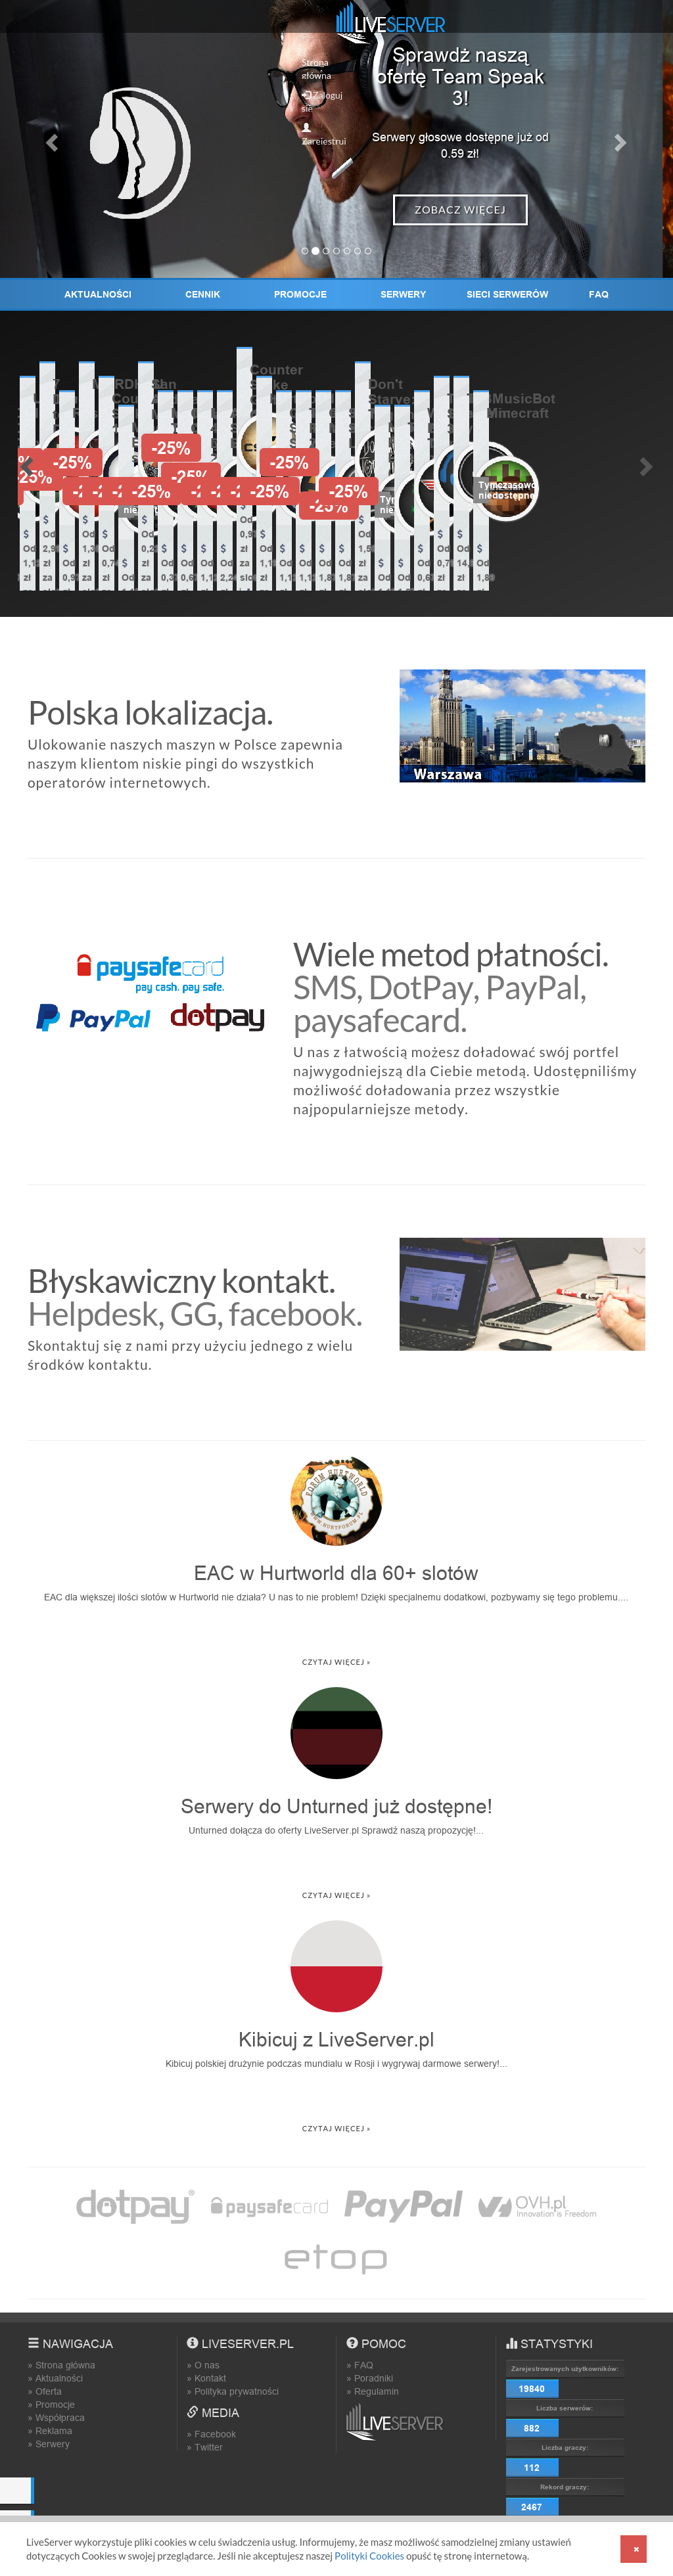 LIVESERVER
Strona
główna
Zaloguj
się
Zarejestruj
Sprawdź naszą
ofertę Team Speak
3!
Serwery głosowe dostępne już od
0.59 zł!
ZOBACZ WIĘCEJ
AKTUALNOŚCI CENNIK PROMOCJE SERWERY SIECI SERWERÓW FAQ
Counter
Don't
Starve
MusicBot
Minecraft
-25%
-25%
-25%
-25%
-25%
-25%
-25%
Tymczasowo
niedostępne
Polska lokalizacja.
Ulokowanie naszych maszyn w Polsce zapewnia
naszym klientom niskie pingi do wszystkich
operatorów internetowych.
Warszawa
paysafecard
pay cash. pay safe.
PayPal dotpay
Wiele metod płatności.
SMS, DotPay, PayPal,
paysafecard.
U nas z łatwością możesz doładować swój portfel
najwygodniejszą dla Ciebie metodą. Udostępniliśmy
możliwość doładowania przez wszystkie
najpopularniejsze metody.
Błyskawiczny kontakt.
Helpdesk, GG, facebook.
Skontaktuj się z nami przy użyciu jednego z wielu
środków kontaktu.
FORUM HURTWORLD
WWW.HURTFORUM.PL
EAC w Hurtworld dla 60+ slotów
EAC dla większej ilości slotów w Hurtworld nie działa? U nas to nie problem! Dzięki specjalnemu dodatkowi, pozbywamy się tego problemu....
CZYTAJ WIĘCEJ »
Serwery do Unturned już dostępne!
Unturned dołącza do oferty LiveServer.pl Sprawdź naszą propozycję!...
CZYTAJ WIĘCEJ »
Kibicuj z LiveServer.pl
Kibicuj polskiej drużynie podczas mundialu w Rosji i wygrywaj darmowe serwery!...
CZYTAJ WIĘCEJ »
dotpay® paysafecard PayPal OVH.pl
Innovation is Freedom
etop
NAWIGACJA
» Strona główna
» Aktualności
» Oferta
» Promocje
» Współpraca
» Reklama
» Serwery
LIVESERVER.PL
» O nas
» Kontakt
» Polityka prywatności
MEDIA
» Facebook
» Twitter
POMOC
» FAQ
» Poradniki
» Regulamin
LIVESERVER
STATYSTYKI
Zarejestrowanych użytkowników:
19840
Liczba serwerów:
882
Liczba graczy:
112
Rekord graczy:
2467
LiveServer wykorzystuje pliki cookies w celu świadczenia usług. Informujemy, że masz możliwość samodzielnej zmiany ustawień
dotyczących Cookies w swojej przeglądarce. Jeśli nie akceptujesz naszej Polityki Cookies opuść tę stronę internetową.